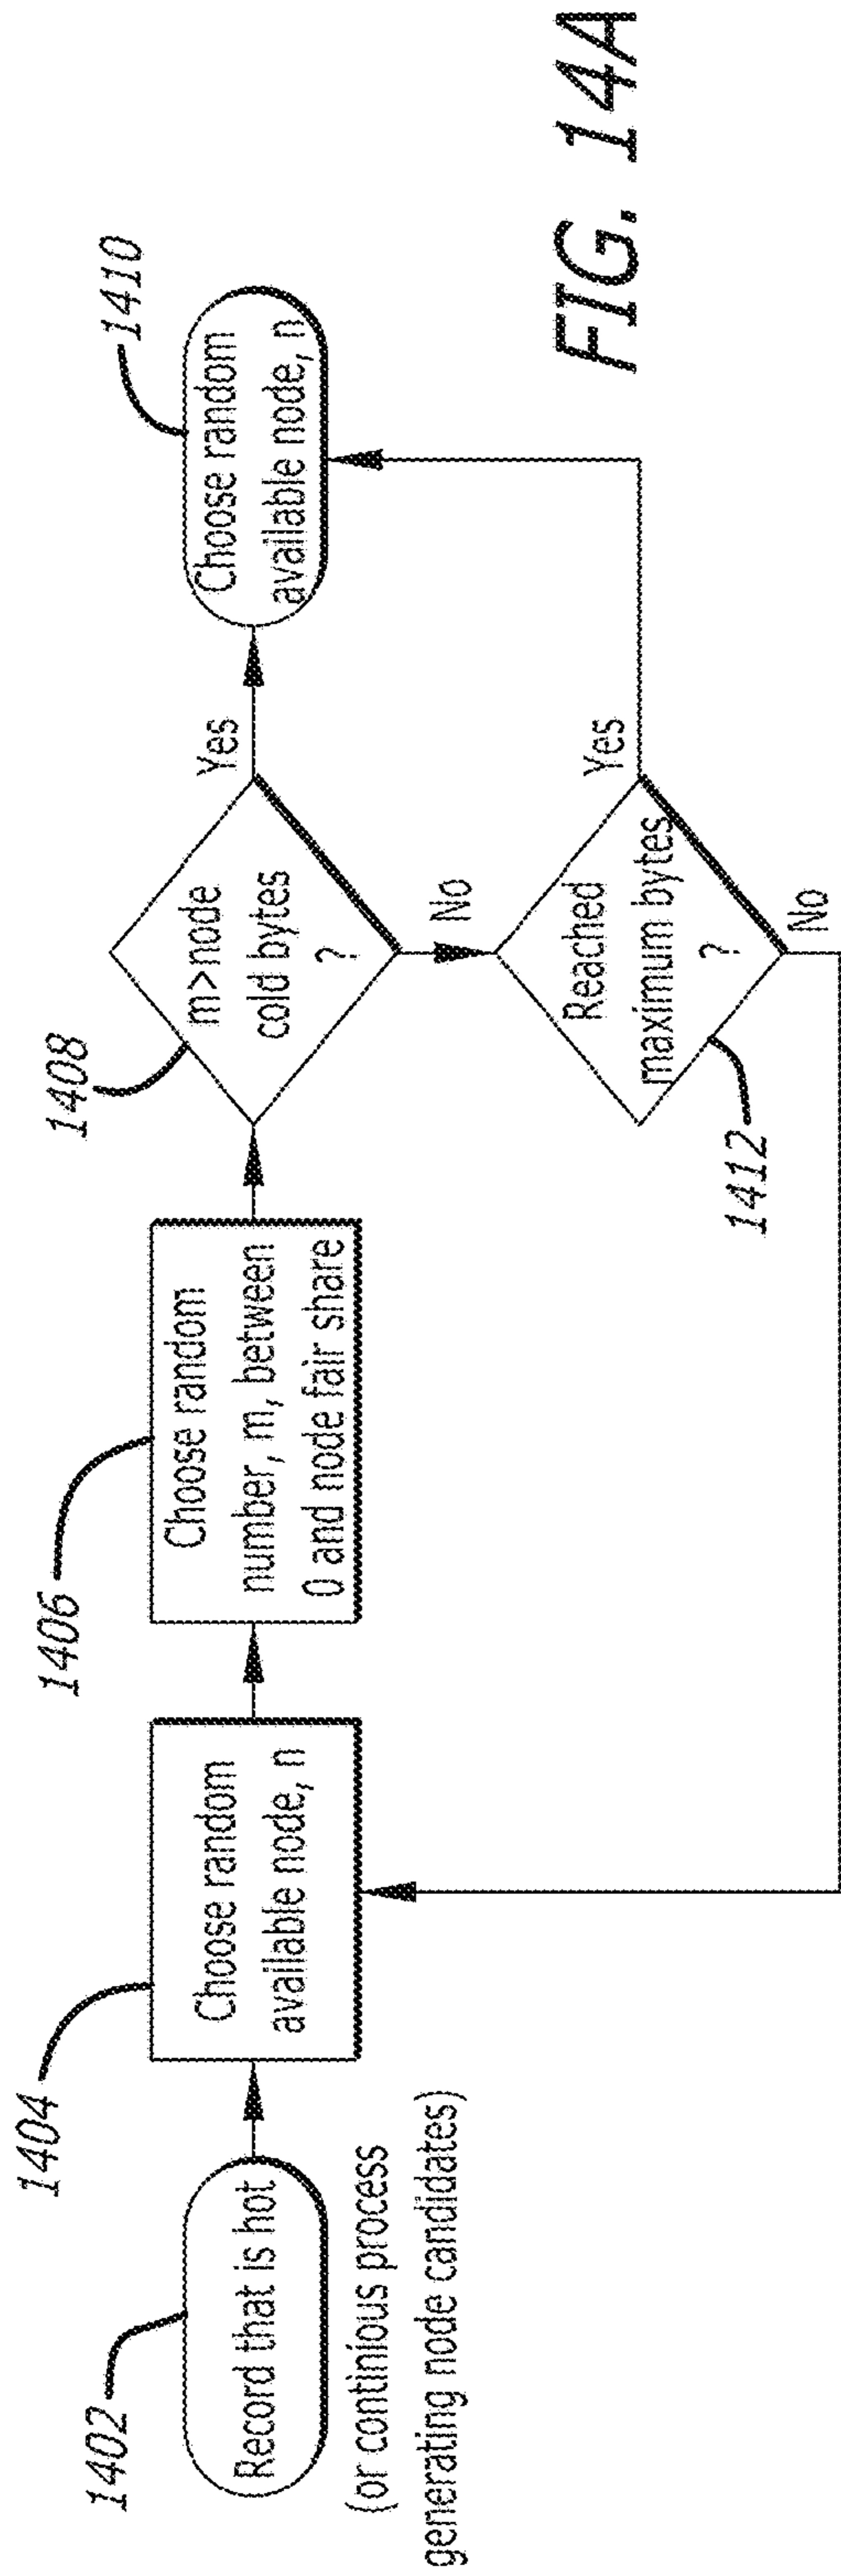 1402
Record that is hot
(or continious process
generating node candidates)
1404
Choose random
available node, n
1406
Choose random
number, m, between
0 and node fair share
1408
m>node
cold bytes
?
Yes
No
1410
Choose random
available node, n
1412
Reached
maximum bytes
?
Yes
No
FIG. 14A